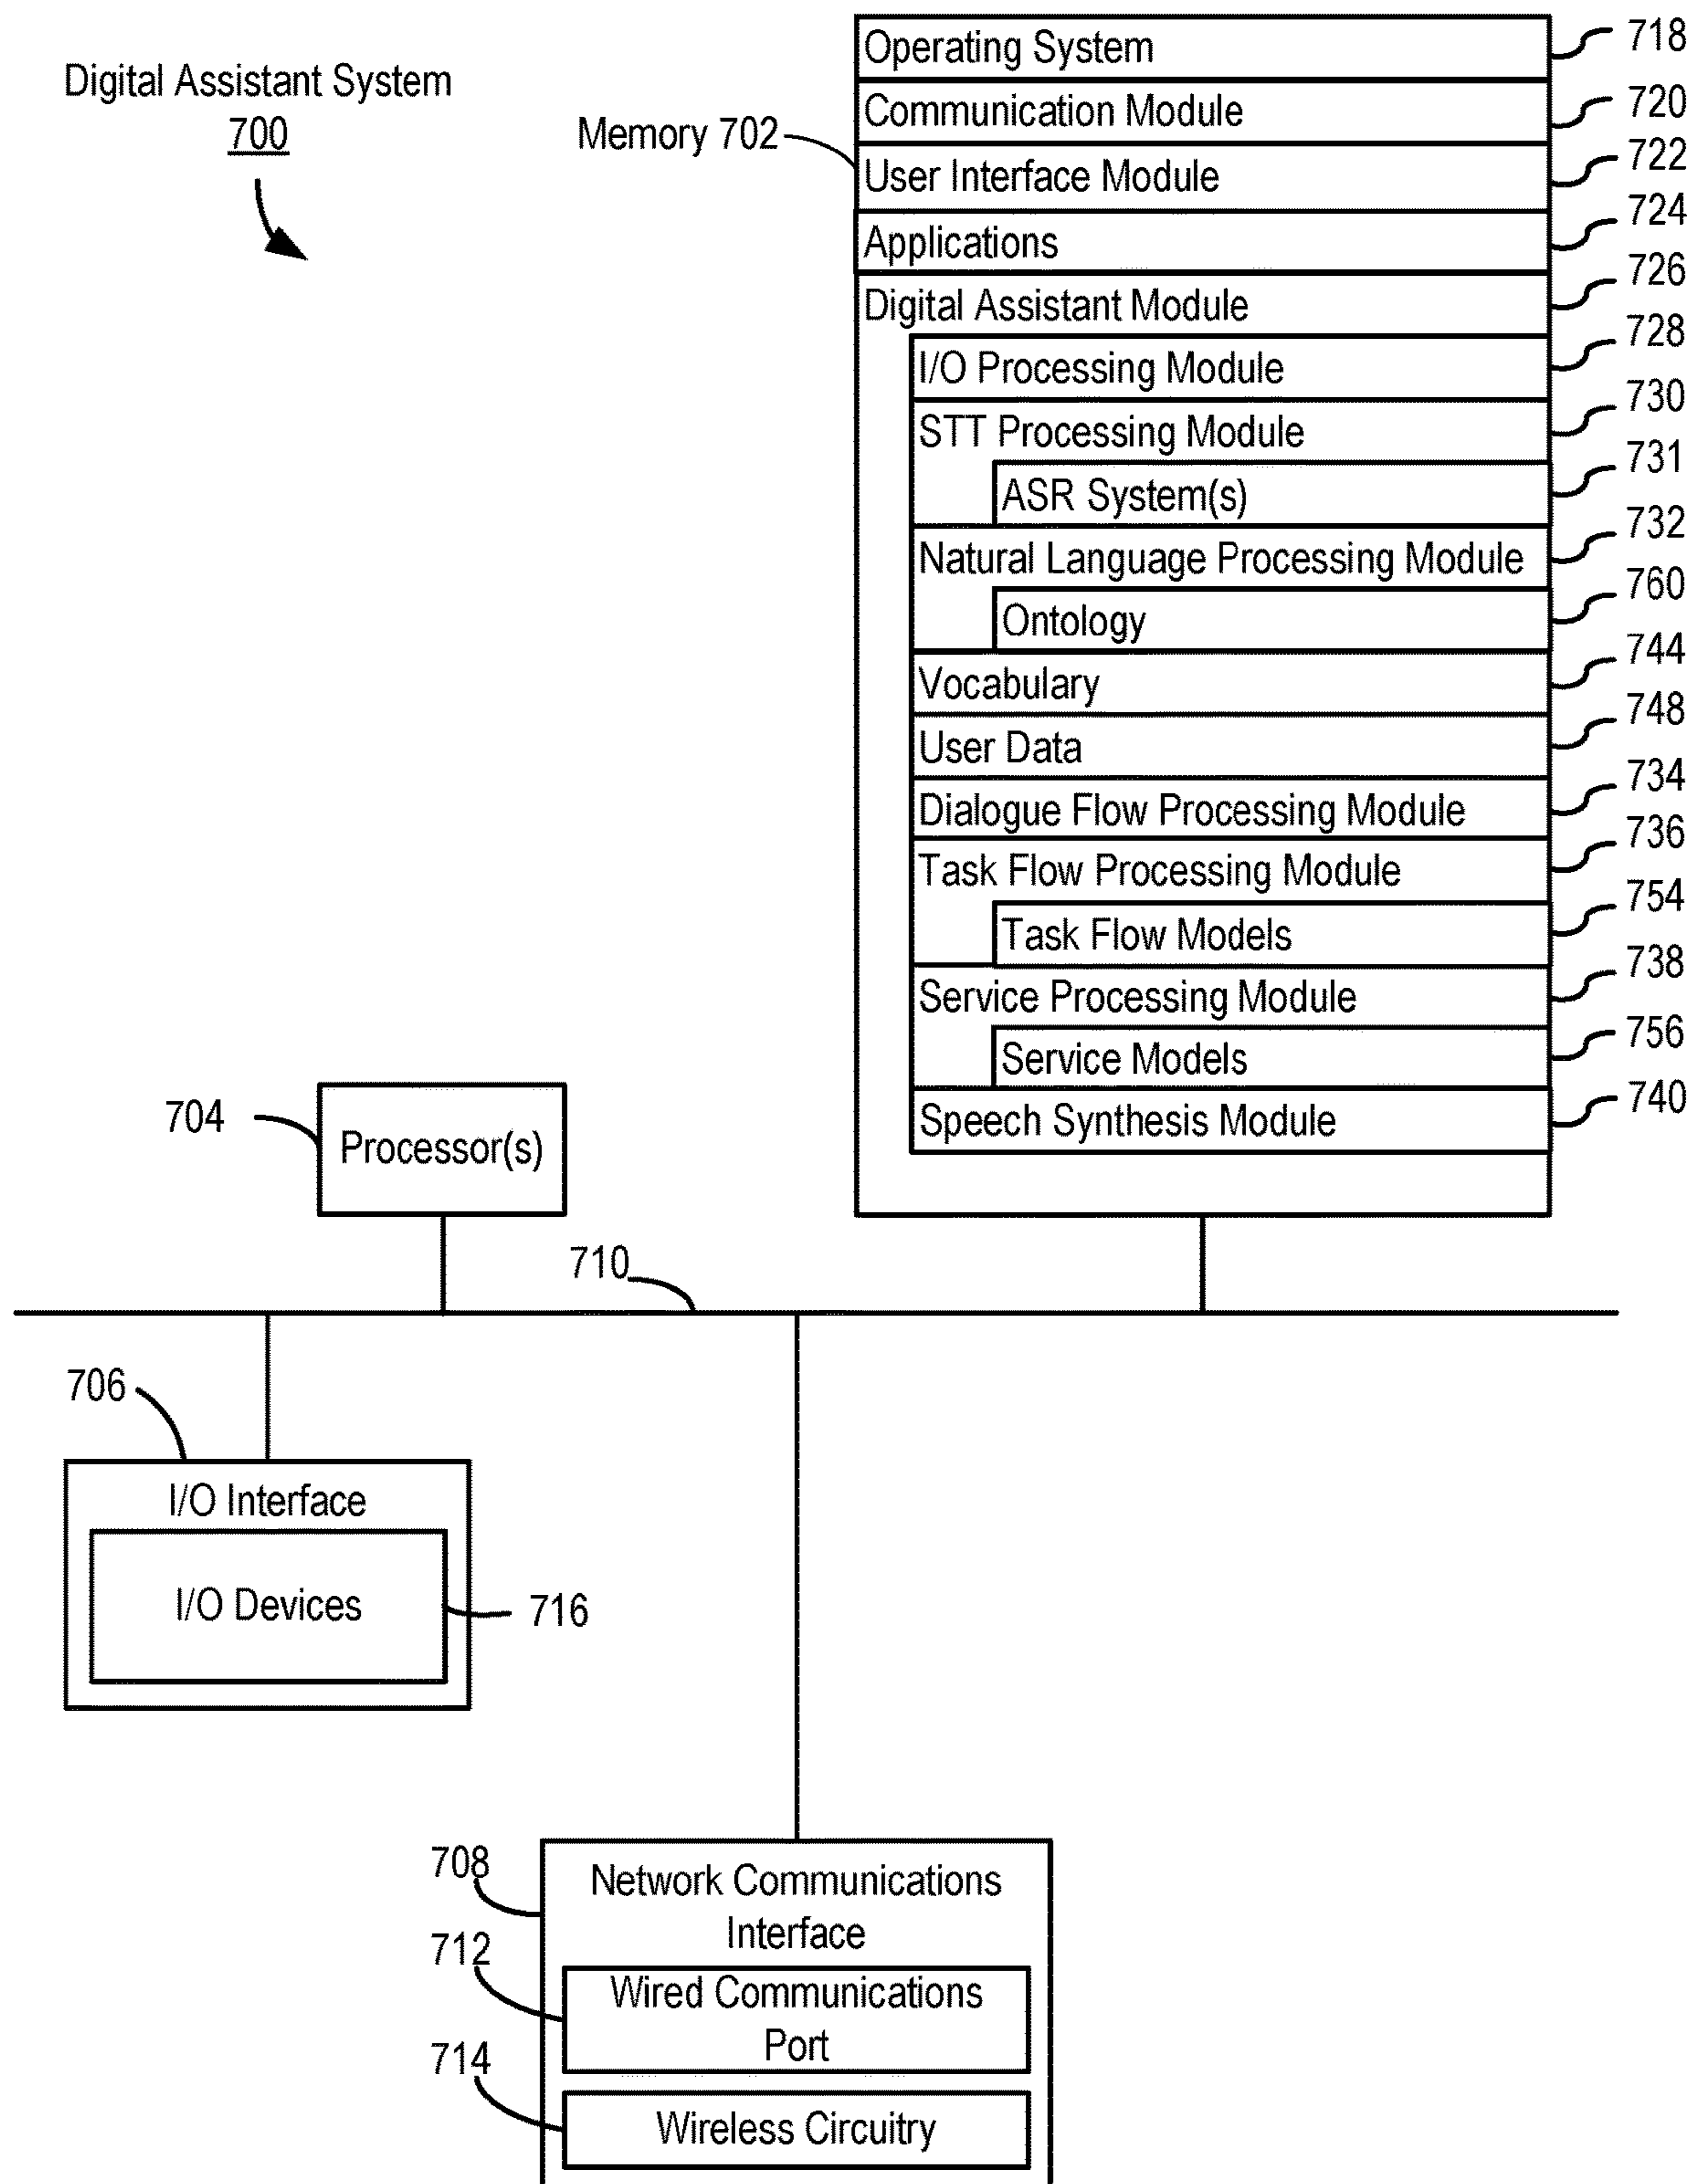 Digital Assistant System
700
Memory 702
Operating System 718
Communication Module 720
User Interface Module 722
Applications 724
Digital Assistant Module 726
I/O Processing Module 728
STT Processing Module 730
ASR System(s) 731
Natural Language Processing Module 732
Ontology 760
Vocabulary 744
User Data 748
Dialogue Flow Processing Module 734
Task Flow Processing Module 736
Task Flow Models 754
Service Processing Module 738
Service Models 756
Speech Synthesis Module 740
704
Processor(s)
710
706
I/O Interface
I/O Devices 716
708
Network Communications
Interface
712
Wired Communications
Port
714
Wireless Circuitry